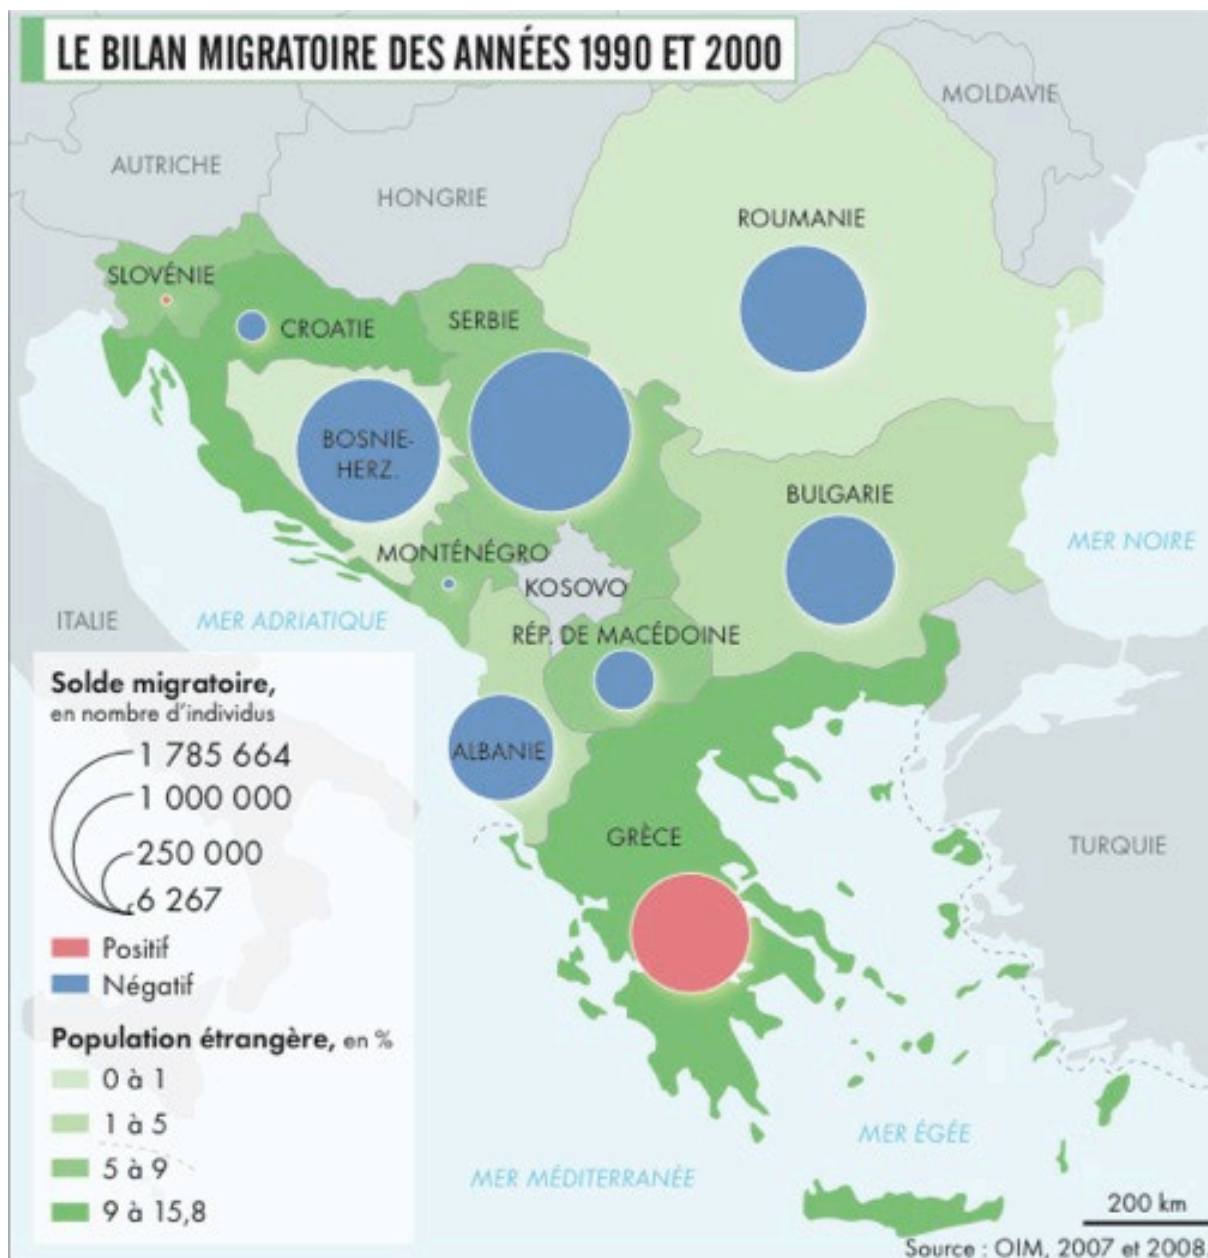 LE BILAN MIGRATOIRE DES ANNÉES 1990 ET 2000
MOLDAVIE
AUTRICHE
HONGRIE
ROUMANIE
SLOVÉNIE
CROATIE
SERBIE
BOSNIE-
HERZ.
BULGARIE
MER NOIRE
MONTÉNÉGRO
KOSOVO
ITALIE
MER ADRIATIQUE
RÉP. DE MACÉDOINE
ALBANIE
GRÈCE
TURQUIE
Solde migratoire,
en nombre d'individus
1 785 664
1 000 000
250 000
6 267
Positif
Négatif
Population étrangère, en %
0 à 1
1 à 5
5 à 9
9 à 15,8
MER ÉGÉE
MER MÉDITERRANÉE
200 km
Source : OIM, 2007 et 2008